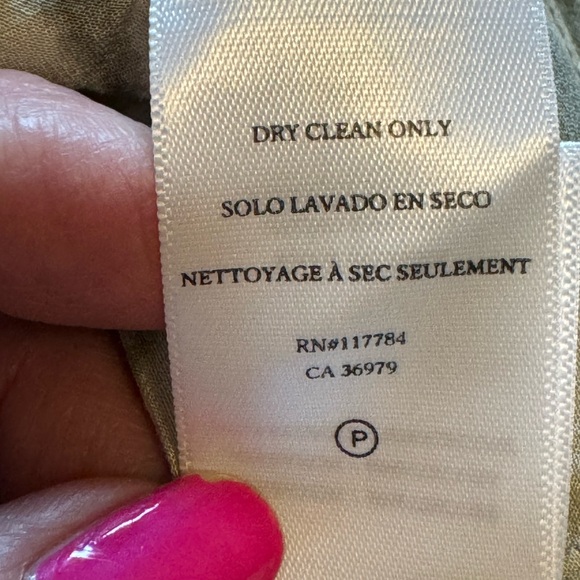 DRY CLEAN ONLY
SOLO LAVADO EN SECO
NETTOYAGE À SEC SEULEMENT
RN#117784
CA 36979
P